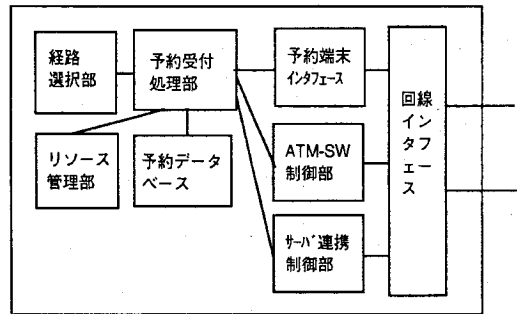 経路
選択部
予約受付
処理部
予約端末
インタフェース
リソース
管理部
予約データ
ベース
ATM-SW
制御部
サーバ連携
制御部
回線
インタフェース